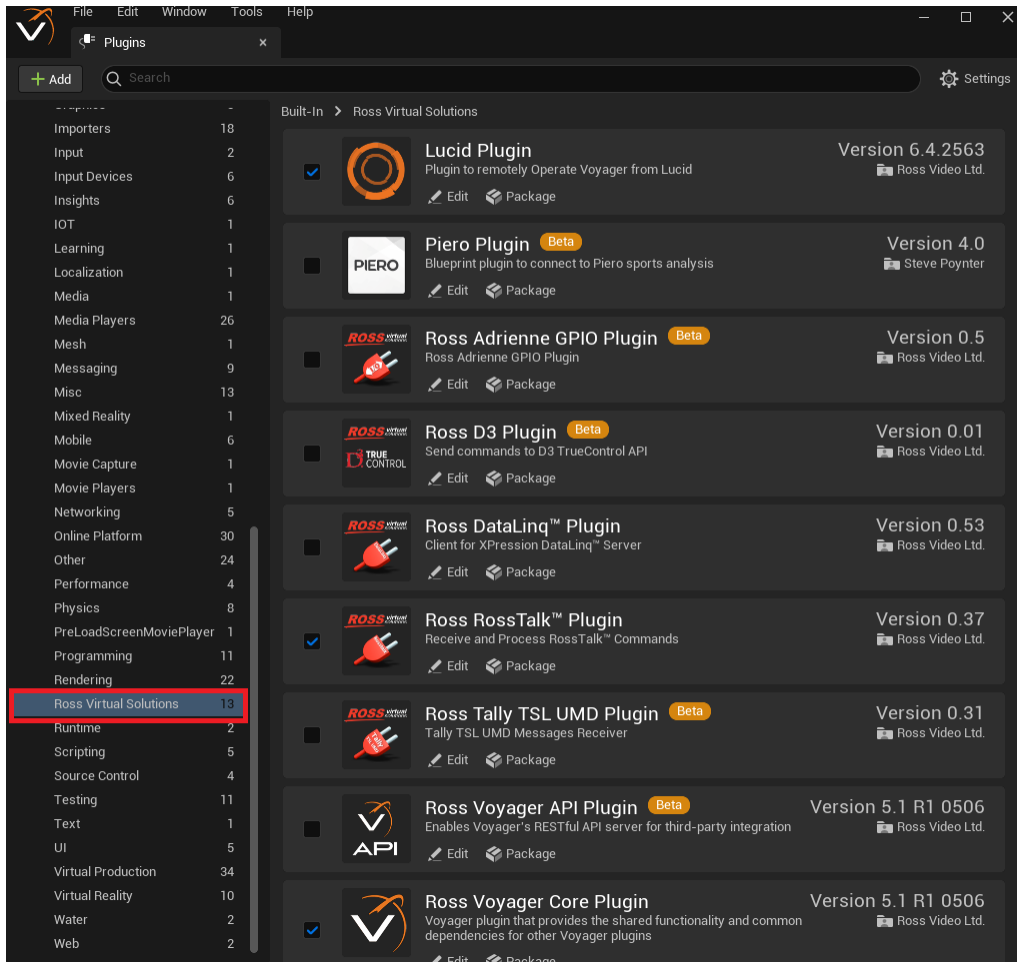 File Edit Window Tools Help
Plugins
Add
Search
Settings
Graphics
Importers 18
Input 2
Input Devices 6
Insights 6
IOT 1
Learning 1
Localization 1
Media 1
Media Players 26
Mesh 1
Messaging 9
Misc 13
Mixed Reality 1
Mobile 6
Movie Capture 1
Movie Players 1
Networking 5
Online Platform 30
Other 24
Performance 4
Physics 8
PreLoadScreenMoviePlayer 1
Programming 11
Rendering 22
Ross Virtual Solutions 13
Runtime 2
Scripting 5
Source Control 4
Testing 11
Text 1
UI 5
Virtual Production 34
Virtual Reality 10
Water 2
Web 2
Built-In > Ross Virtual Solutions
Lucid Plugin
Version 6.4.2563
Plugin to remotely Operate Voyager from Lucid
Ross Video Ltd.
Edit Package
PIERO
Piero Plugin Beta
Version 4.0
Blueprint plugin to connect to Piero sports analysis
Steve Poynter
Edit Package
ROSS virtual
Ross Adrienne GPIO Plugin Beta
Version 0.5
Ross Adrienne GPIO Plugin
Ross Video Ltd.
Edit Package
ROSS virtual
D3 TRUE CONTROL
Ross D3 Plugin Beta
Version 0.01
Send commands to D3 TrueControl API
Ross Video Ltd.
Edit Package
ROSS virtual
Ross DataLinq™ Plugin
Version 0.53
Client for XPression DataLinq™ Server
Ross Video Ltd.
Edit Package
ROSS virtual
Ross RossTalk™ Plugin
Version 0.37
Receive and Process RossTalk™ Commands
Ross Video Ltd.
Edit Package
ROSS virtual
Tally
Ross Tally TSL UMD Plugin Beta
Version 0.31
Tally TSL UMD Messages Receiver
Ross Video Ltd.
Edit Package
API
Ross Voyager API Plugin Beta
Version 5.1 R1 0506
Enables Voyager's RESTful API server for third-party integration
Ross Video Ltd.
Edit Package
Ross Voyager Core Plugin
Version 5.1 R1 0506
Voyager plugin that provides the shared functionality and common
dependencies for other Voyager plugins
Ross Video Ltd.
Edit Package